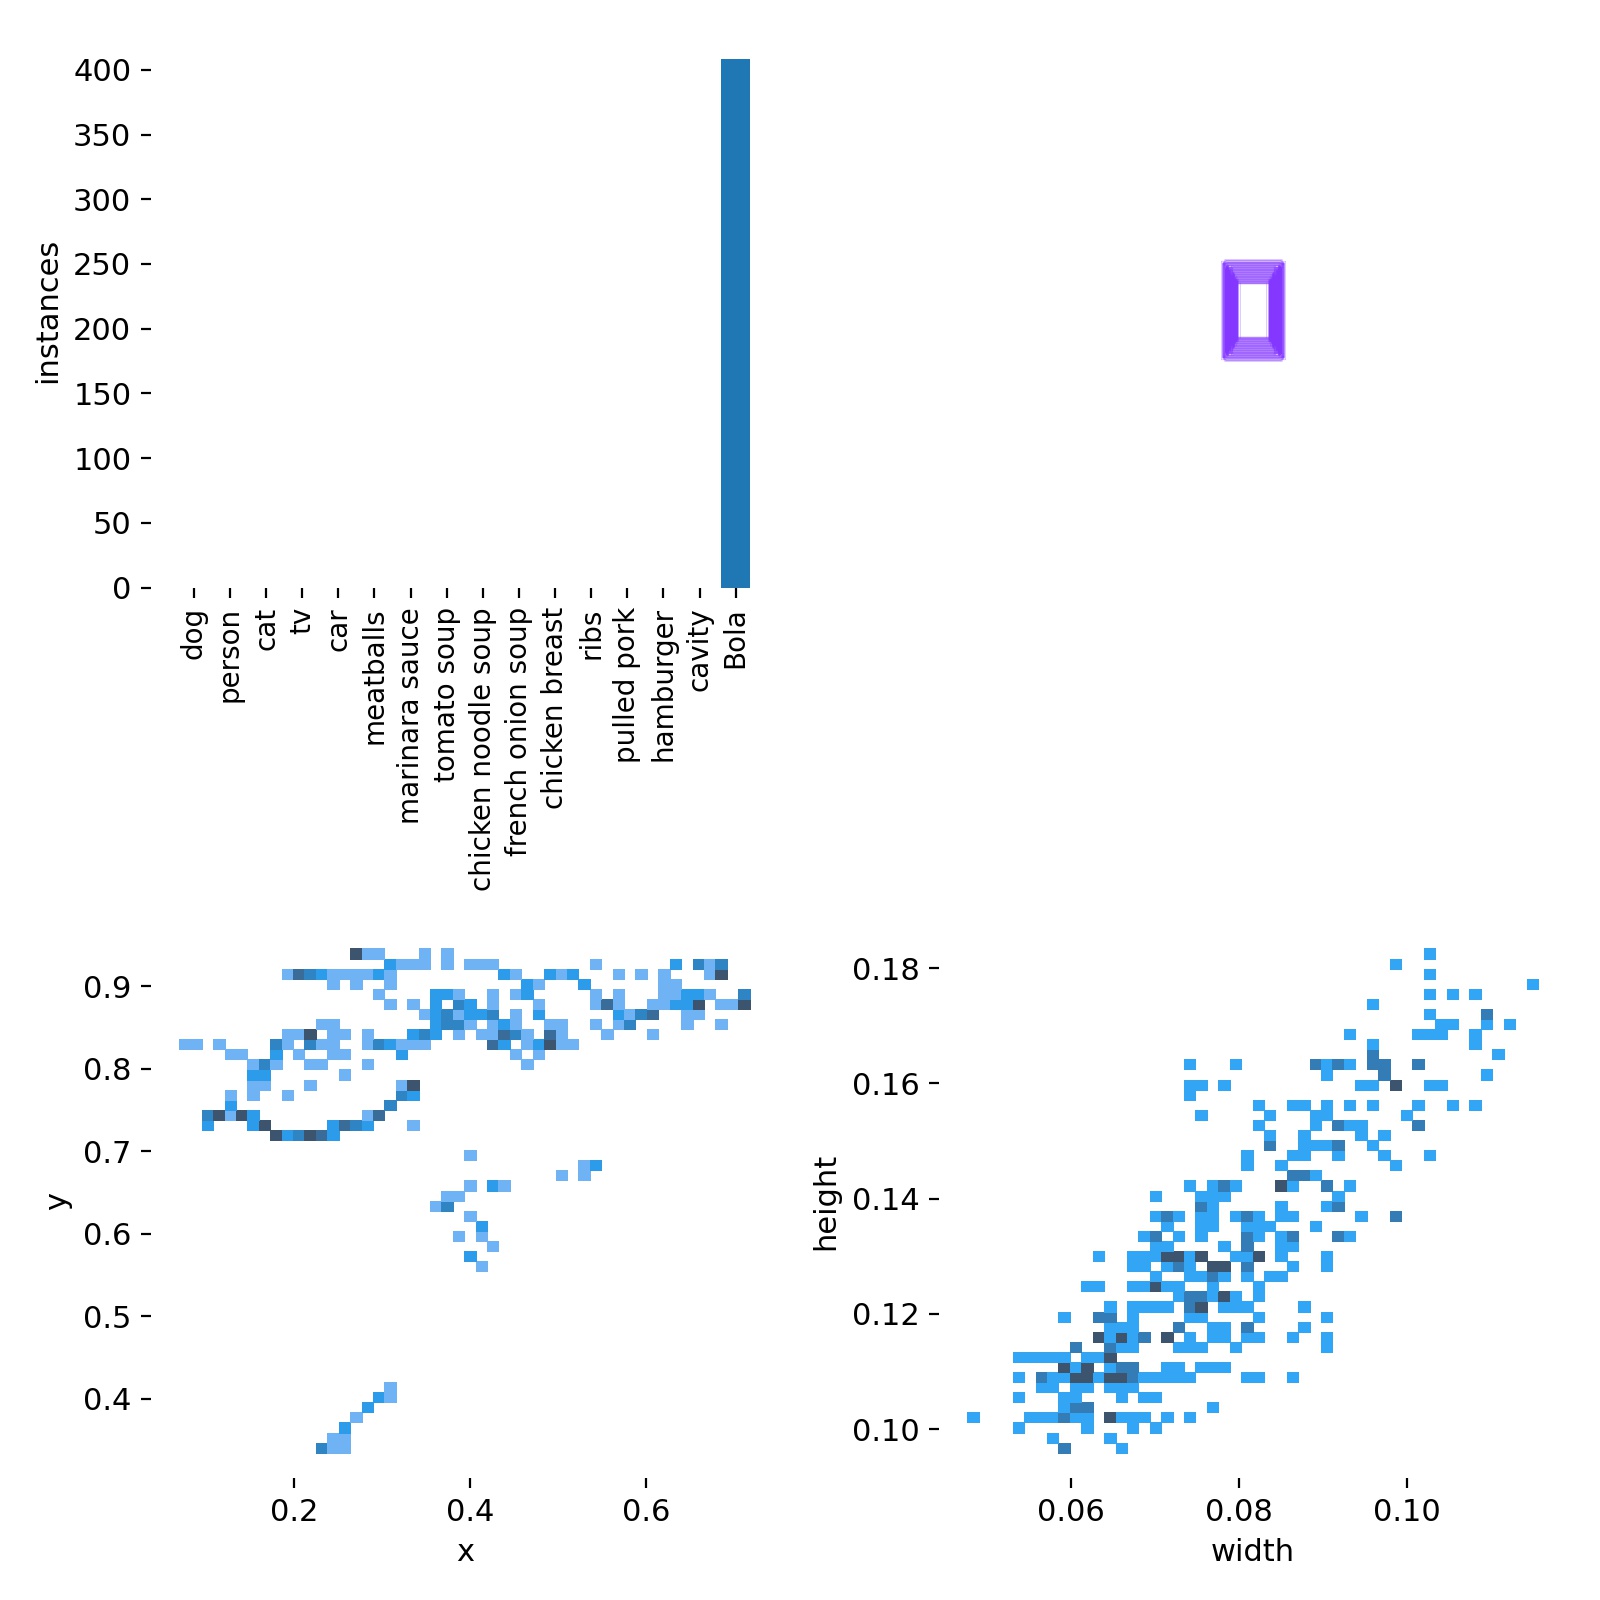 instances
400
350
300
250
200
150
100
50
0
dog
person
cat
tv
car
meatballs
marinara sauce
tomato soup
chicken noodle soup
french onion soup
chicken breast
ribs
pulled pork
hamburger
cavity
Bola
y
0.9
0.8
0.7
0.6
0.5
0.4
0.2 0.4 0.6
x
height
0.18
0.16
0.14
0.12
0.10
0.06 0.08 0.10
width